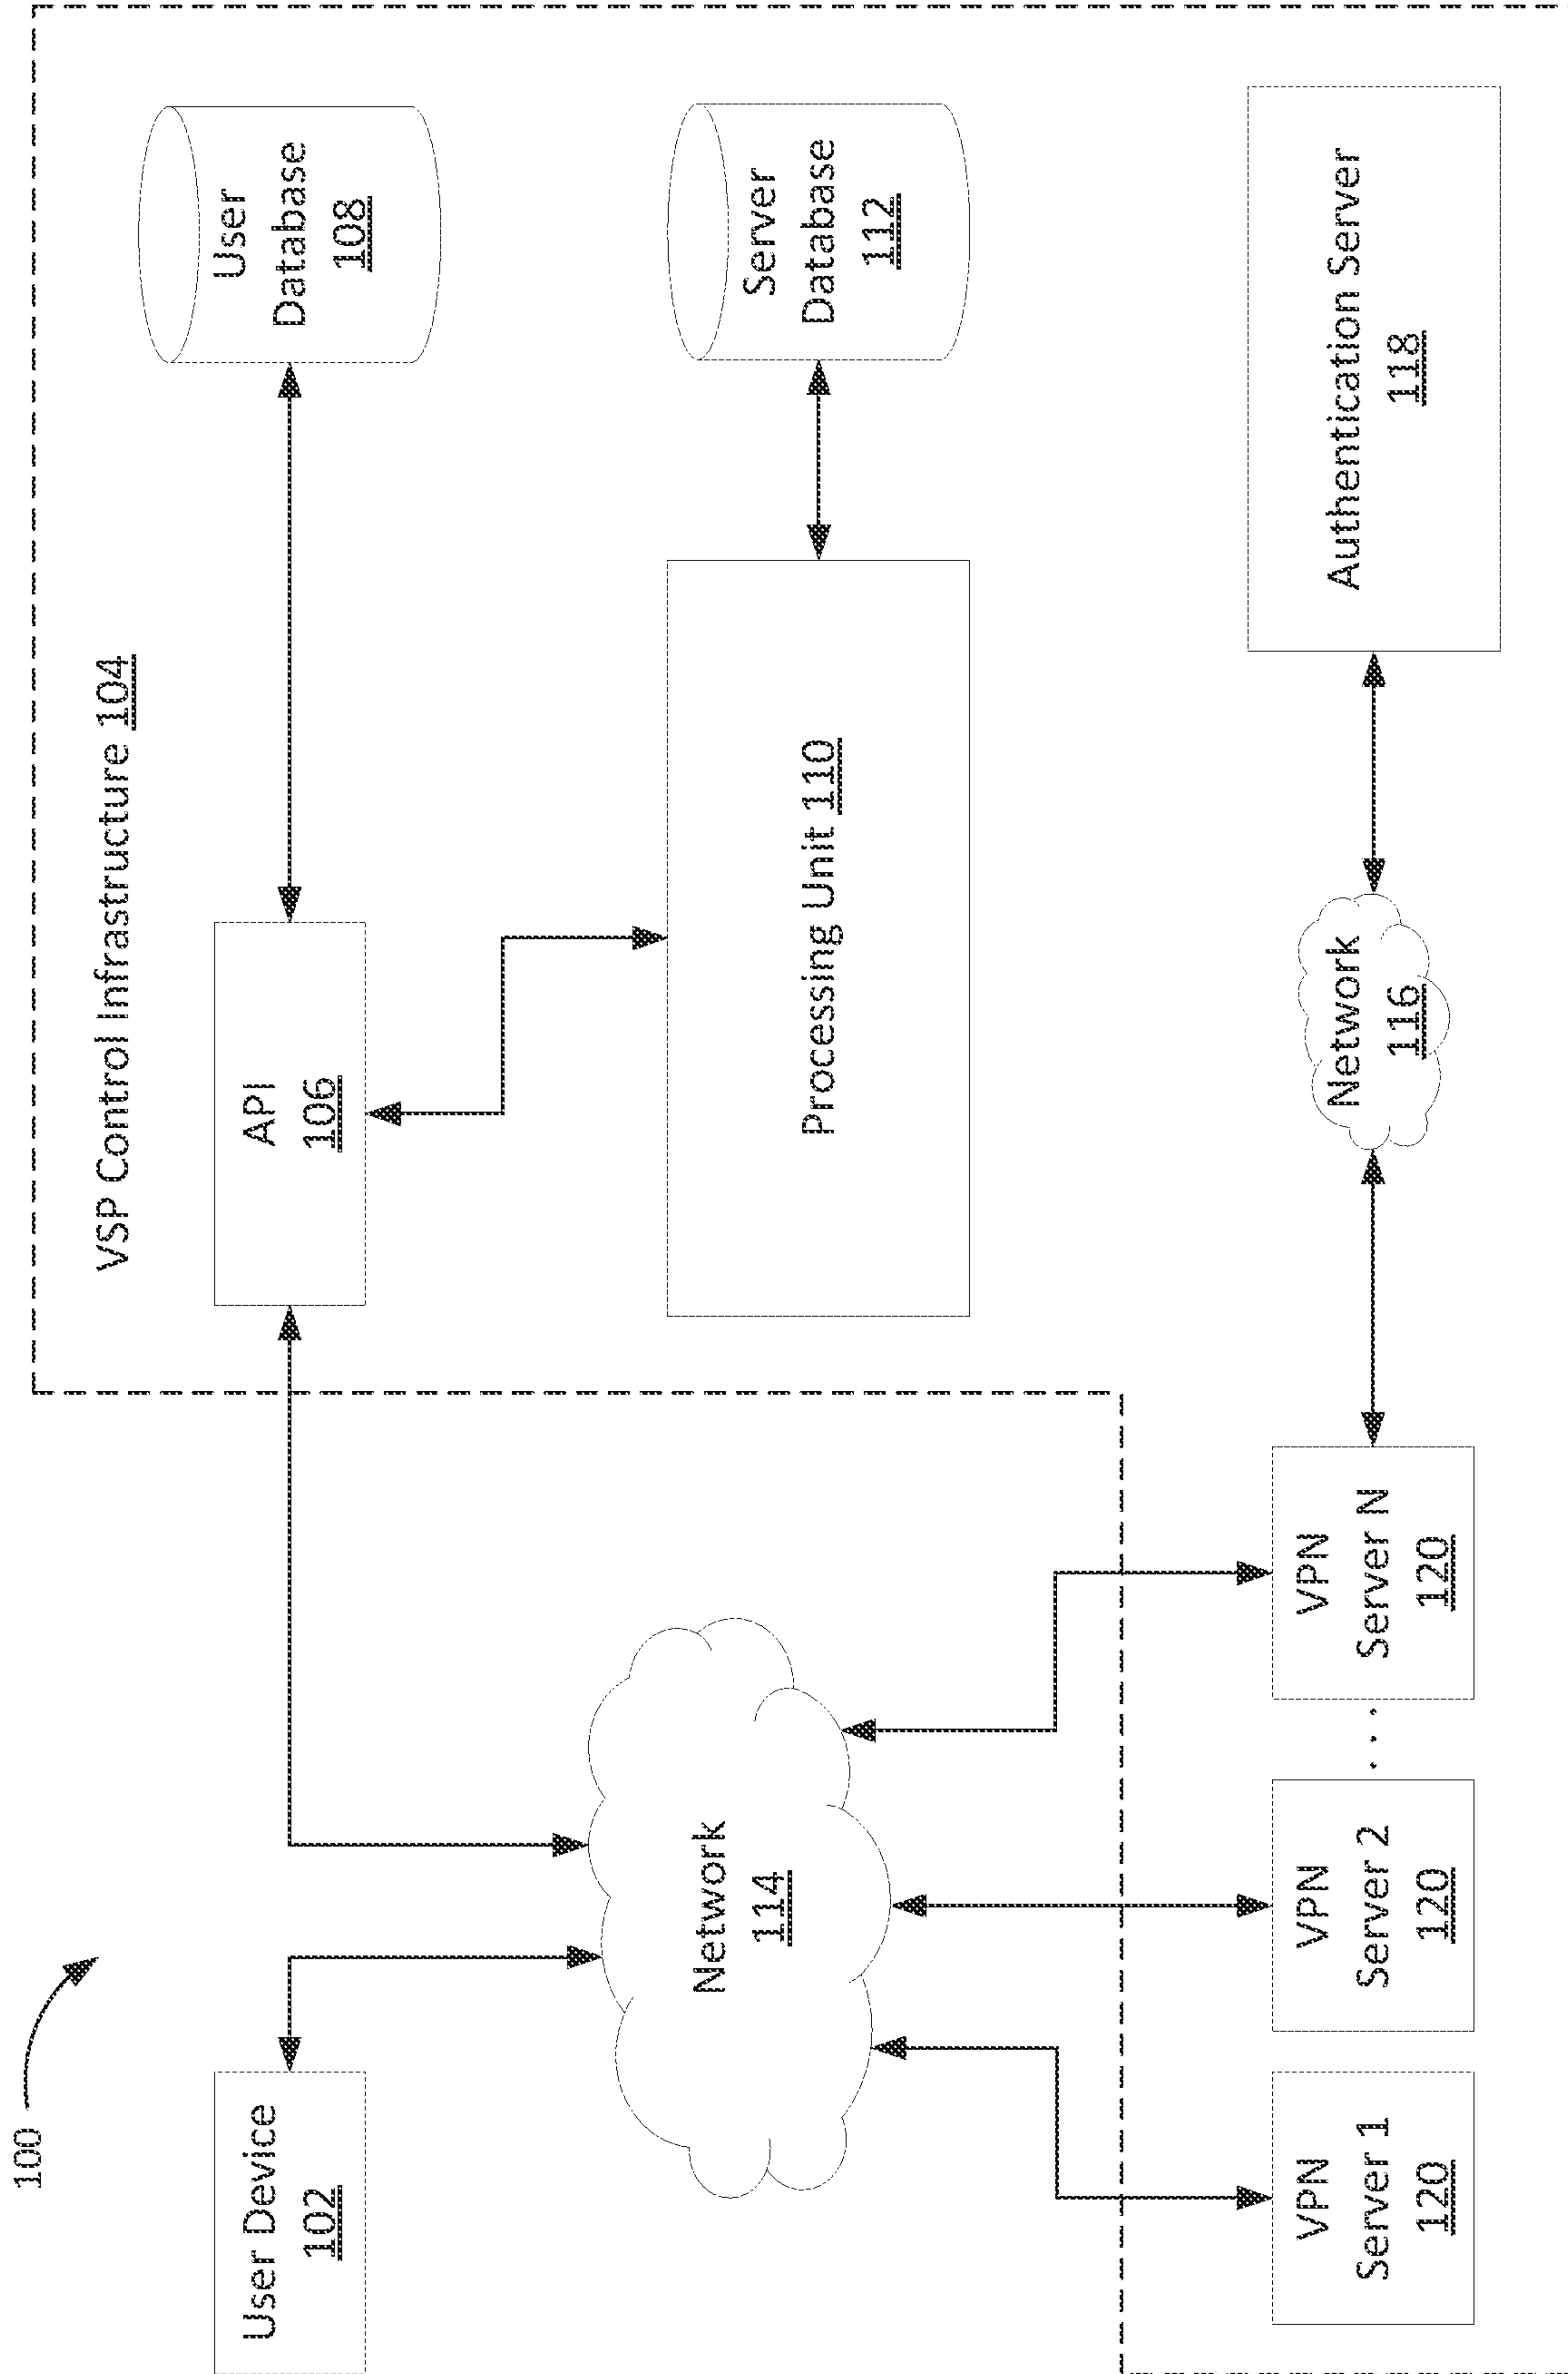 100
VSP Control Infrastructure 104
User Device
102
API
106
User
Database
108
Network
114
Processing Unit 110
Server
Database
112
VPN
Server 1
120
VPN
Server 2
120
. . .
VPN
Server N
120
Network
116
Authentication Server
118